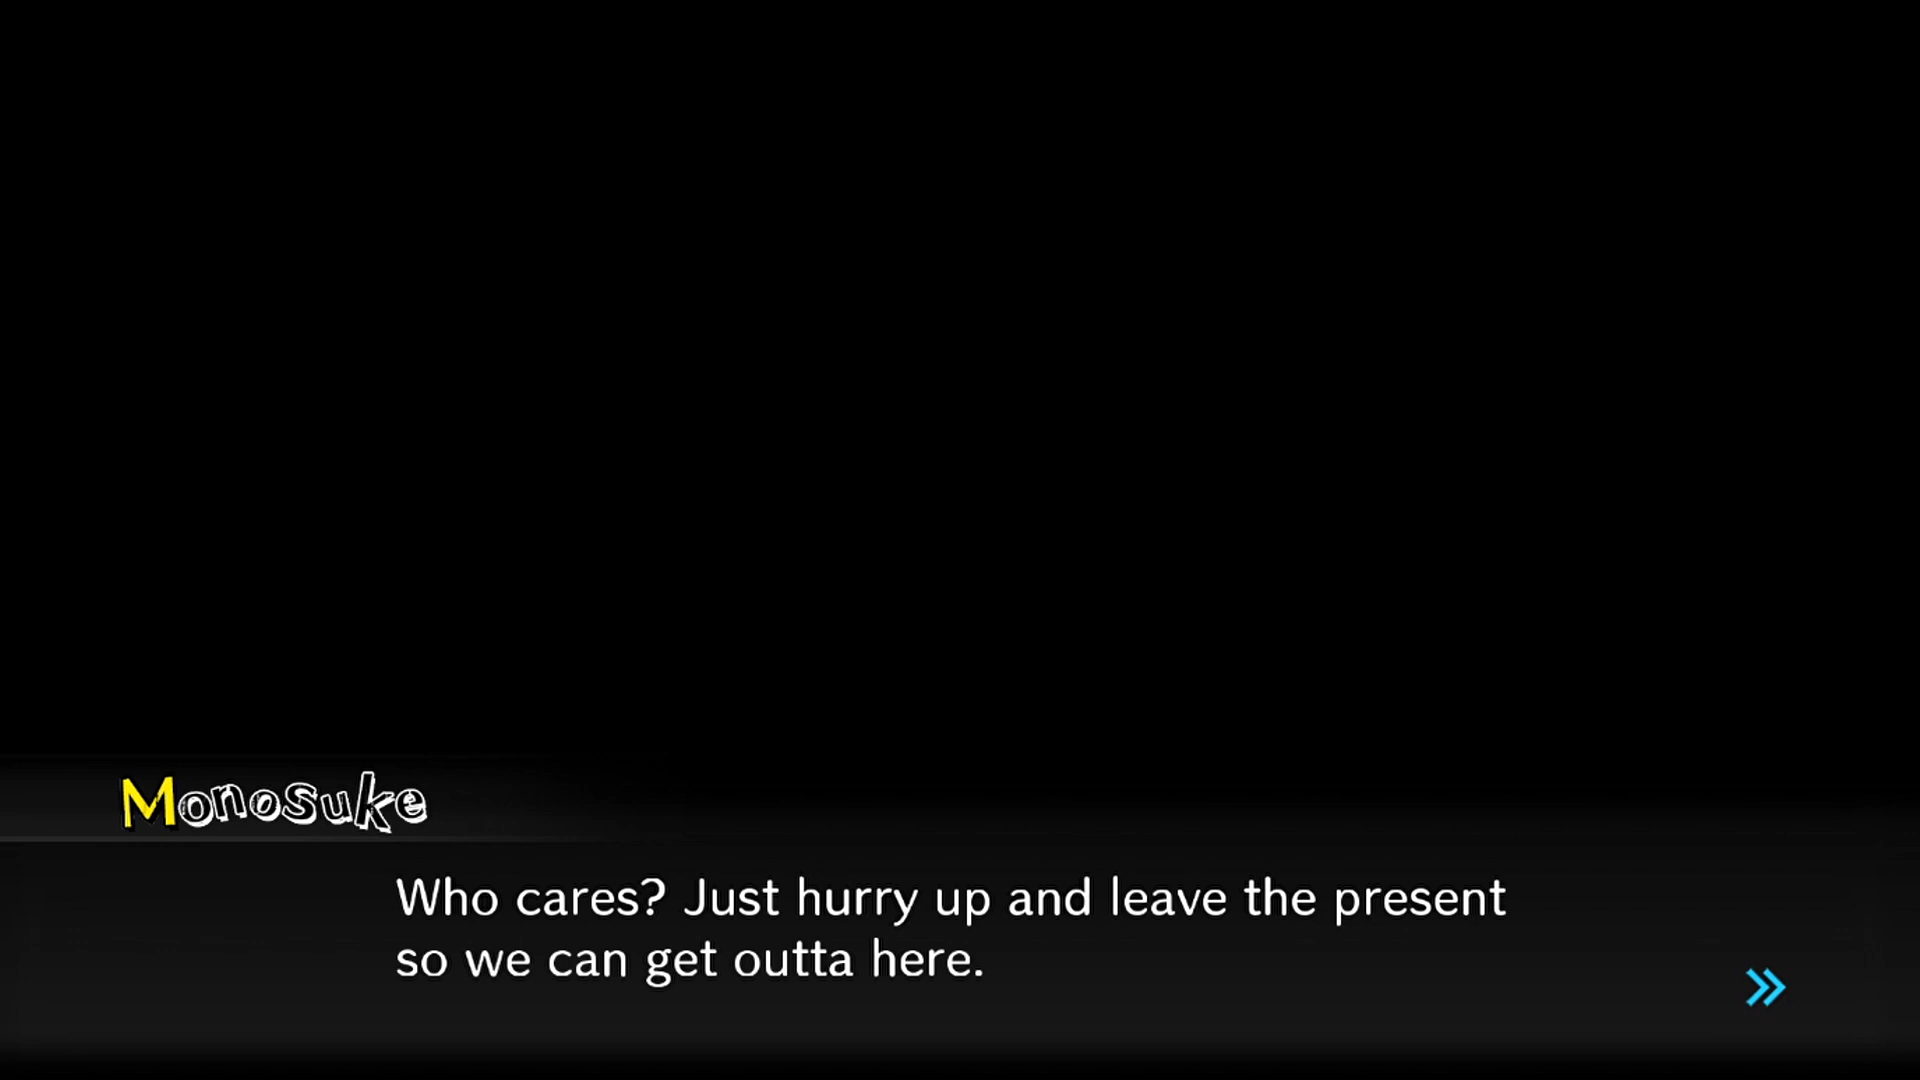 Monosuke
Who cares? Just hurry up and leave the present
so we can get outta here.